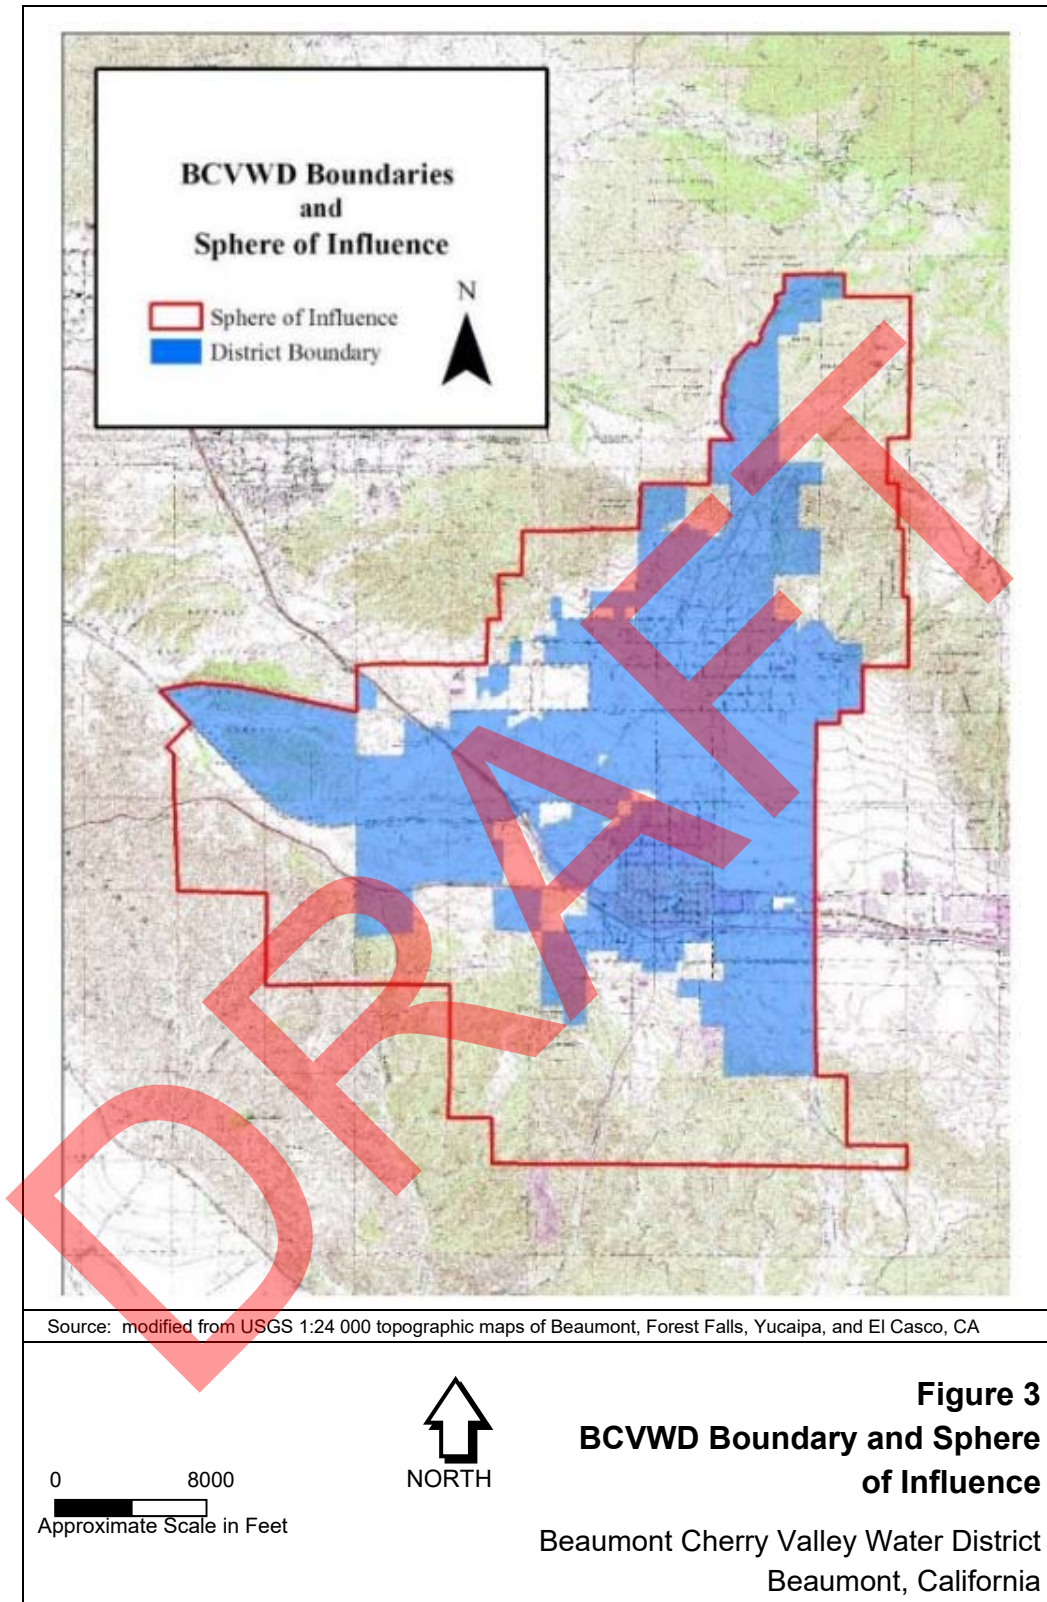 BCVWD Boundaries
and
Sphere of Influence
N
Sphere of Influence
District Boundary
DRAFT
Source: modified from USGS 1:24 000 topographic maps of Beaumont, Forest Falls, Yucaipa, and El Casco, CA
0 8000
Approximate Scale in Feet
NORTH
Figure 3
BCVWD Boundary and Sphere
of Influence
Beaumont Cherry Valley Water District
Beaumont, California